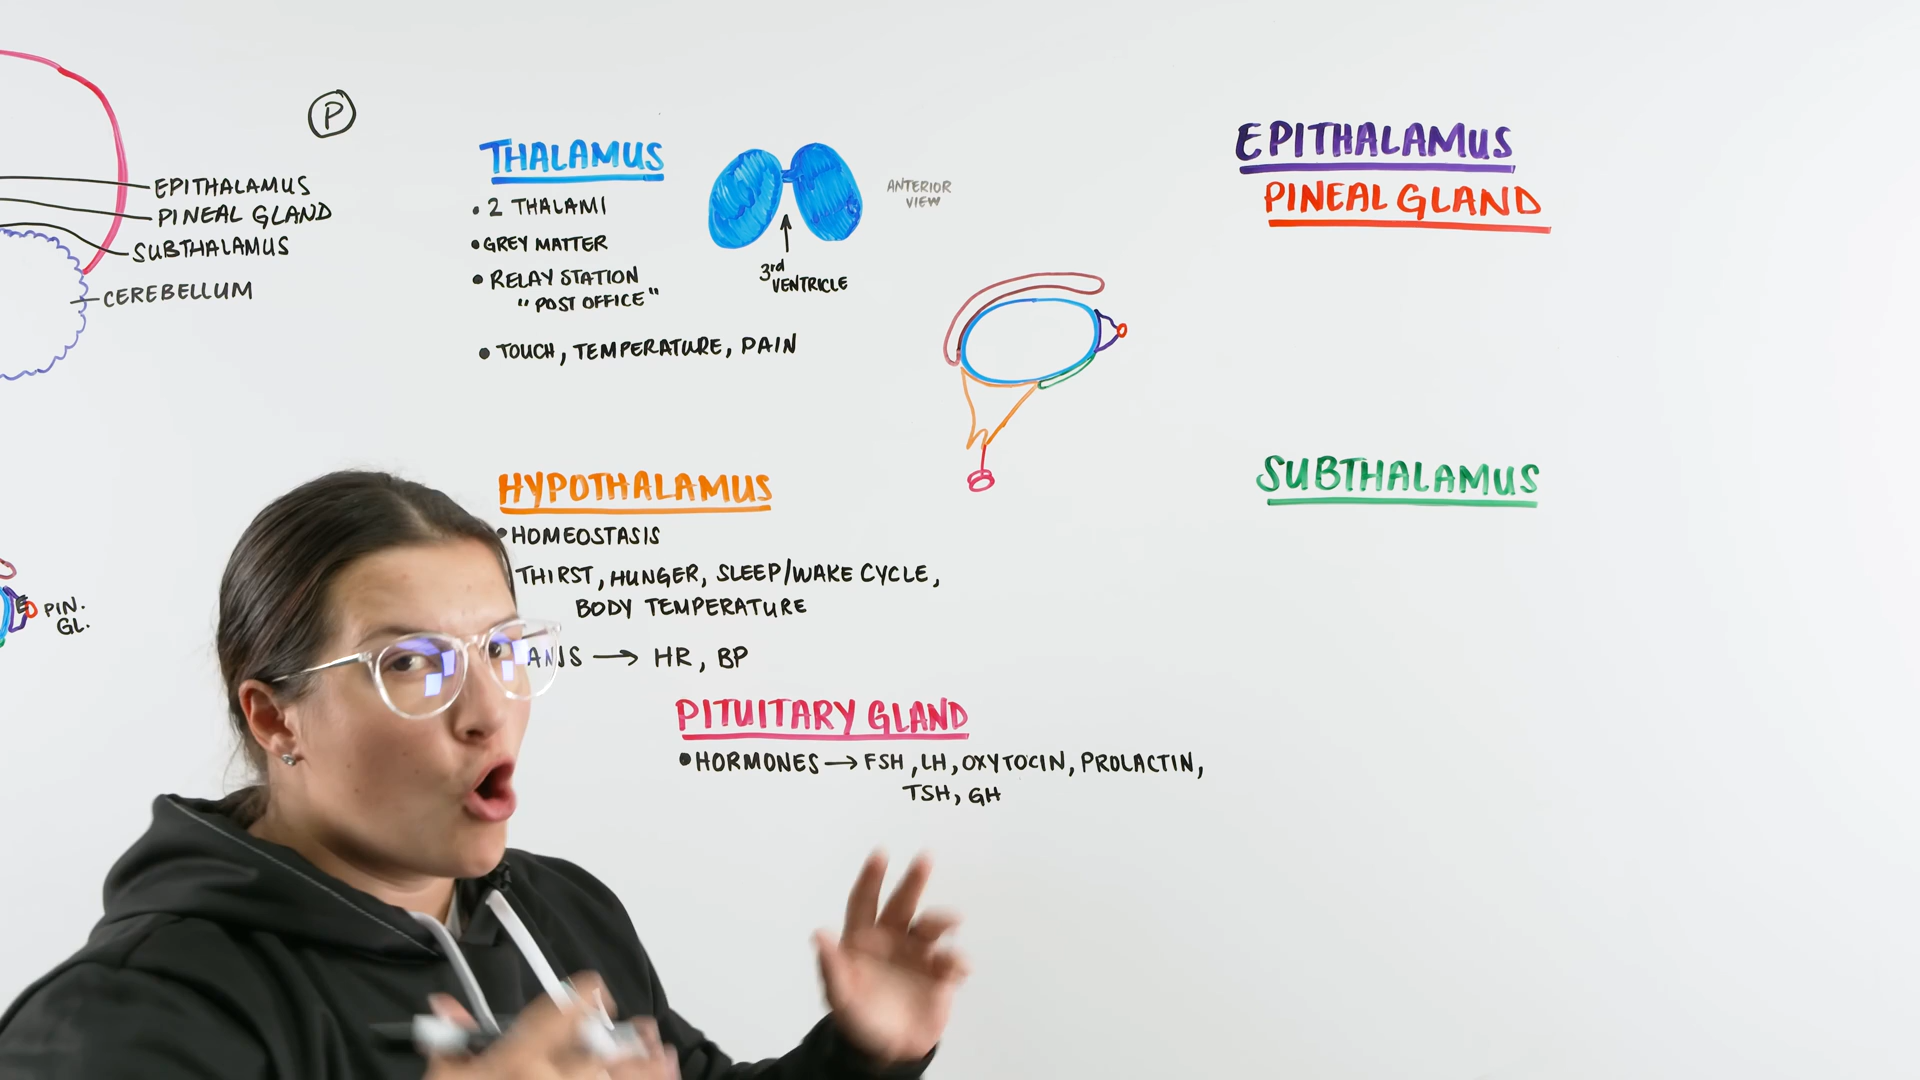 P
EPITHALAMUS
PINEAL GLAND
SUBTHALAMUS
CEREBELLUM
PIN.
GL.
THALAMUS
• 2 THALAMI
• GREY MATTER
• RELAY STATION
"POST OFFICE"
• TOUCH, TEMPERATURE, PAIN
3rd
VENTRICLE
ANTERIOR
VIEW
HYPOTHALAMUS
• HOMEOSTASIS
THIRST, HUNGER, SLEEP/WAKE CYCLE,
BODY TEMPERATURE
ANS → HR, BP
PITUITARY GLAND
• HORMONES → FSH, LH, OXYTOCIN, PROLACTIN,
TSH, GH
EPITHALAMUS
PINEAL GLAND
SUBTHALAMUS